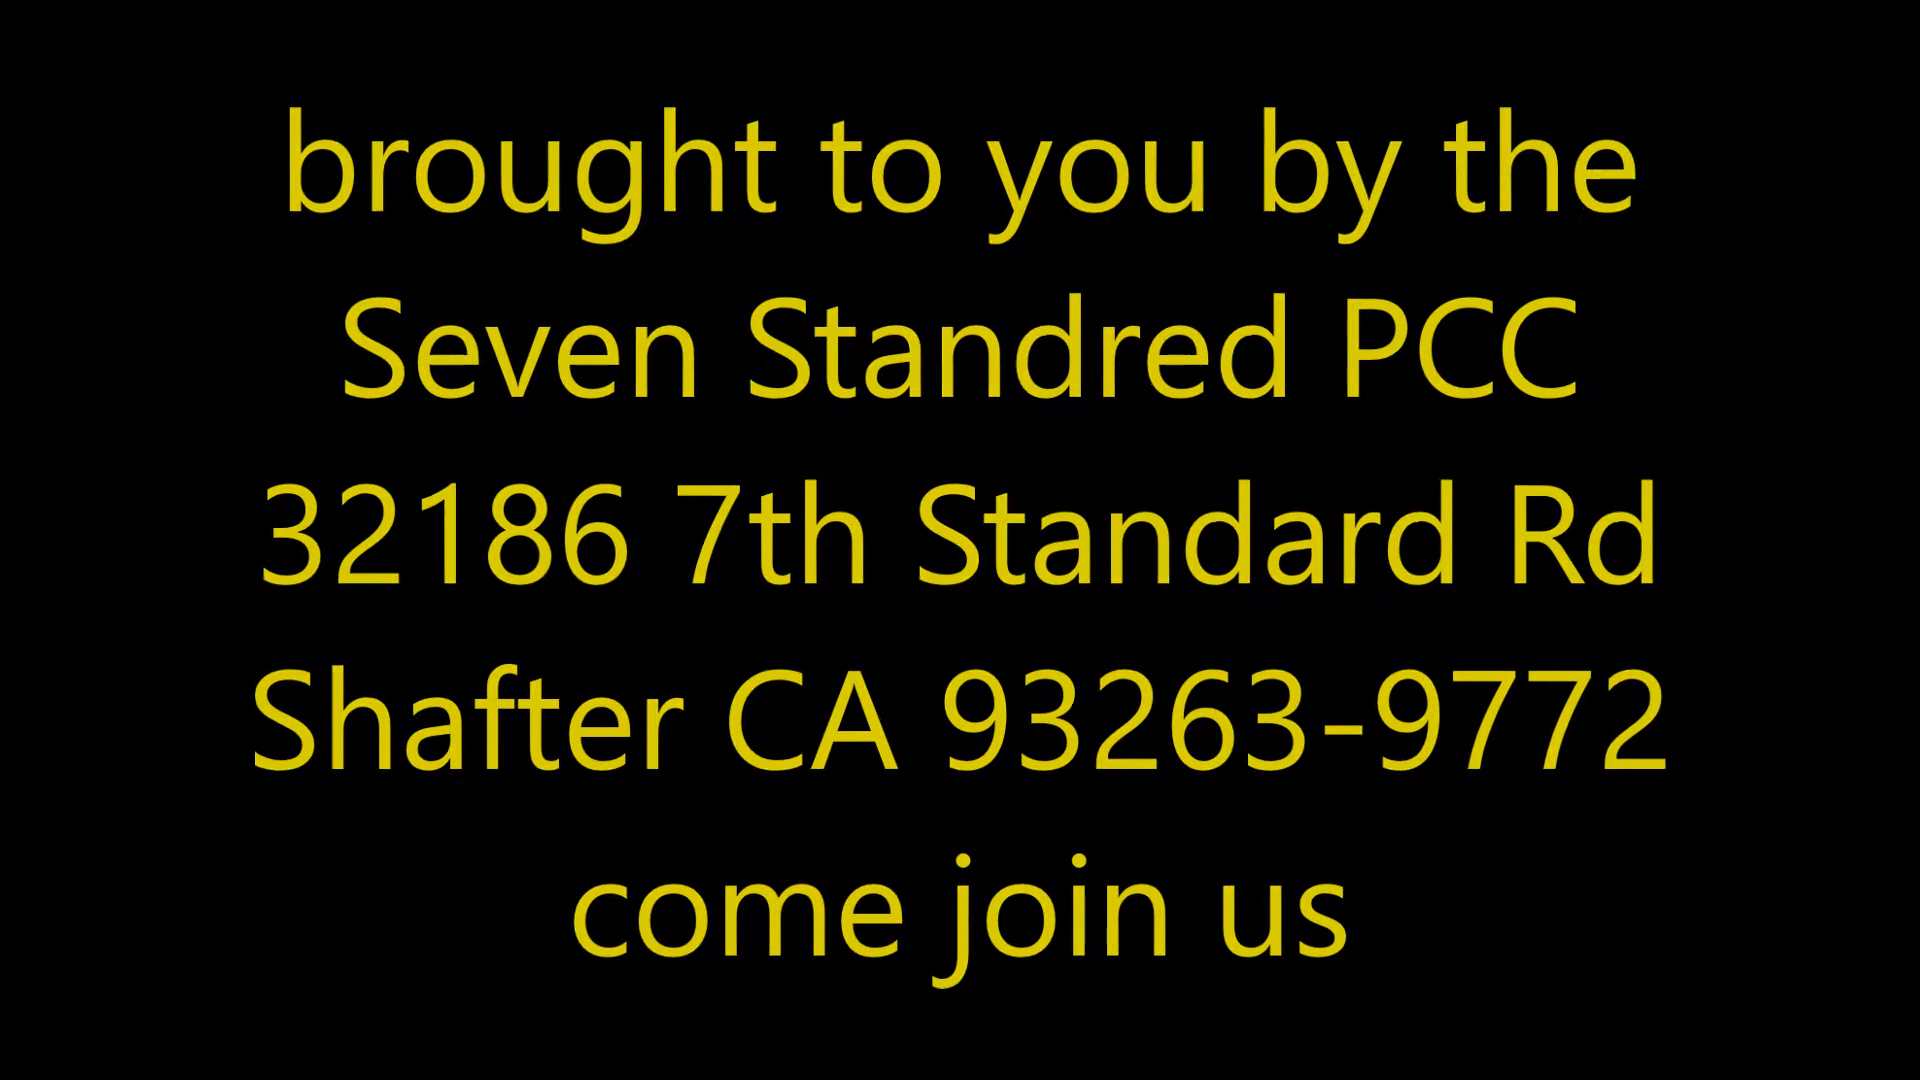 brought to you by the
Seven Standred PCC
32186 7th Standard Rd
Shafter CA 93263-9772
come join us